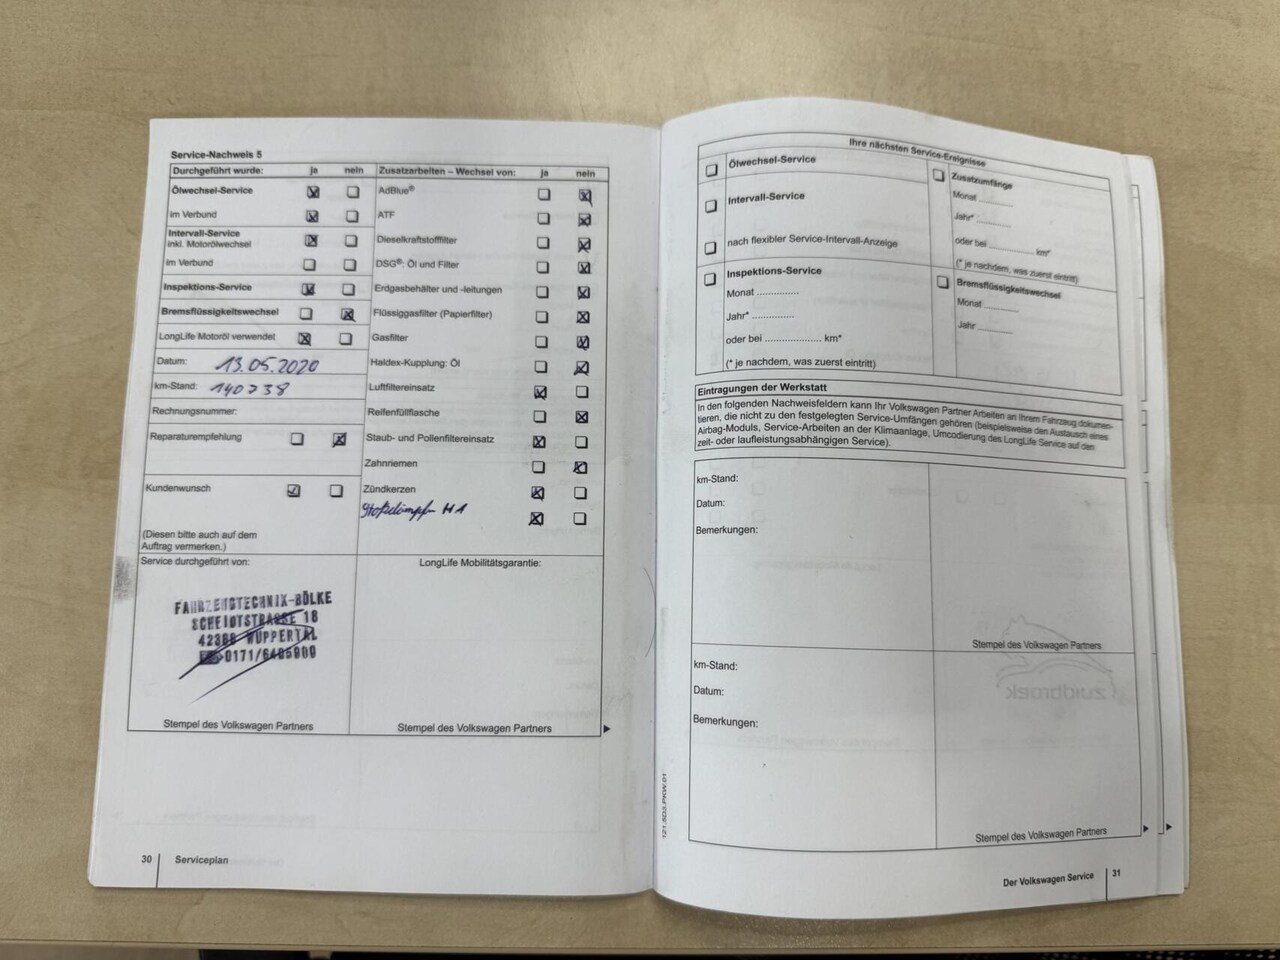 Service-Nachweis 5
Durchgeführt wurde: ja nein
Ölwechsel-Service
im Verbund
Intervall-Service
inkl. Motorölwechsel
im Verbund
Inspektions-Service
Bremsflüssigkeitswechsel
LongLife Motoröl verwendet
Datum: 13.05.2020
km-Stand: 140738
Rechnungsnummer:
Reparaturempfehlung
Kundenwunsch
(Diesen bitte auch auf dem
Auftrag vermerken.)
Zusatzarbeiten – Wechsel von: ja nein
AdBlue®
ATF
Dieselkraftstofffilter
DSG®: Öl und Filter
Erdgasbehälter und -leitungen
Flüssiggasfilter (Papierfilter)
Gasfilter
Haldex-Kupplung: Öl
Luftfiltereinsatz
Reifenfüllflasche
Staub- und Pollenfiltereinsatz
Zahnriemen
Zündkerzen
Stoßdämpfer HA
Service durchgeführt von:
FAHRZEUGTECHNIX-BÖLKE
SCHEIDTSTRASSE 18
WUPPERTAL
Stempel des Volkswagen Partners
LongLife Mobilitätsgarantie:
Stempel des Volkswagen Partners
30 Serviceplan
Ihre nächsten Service-Ereignisse
Ölwechsel-Service
Intervall-Service
nach flexibler Service-Intervall-Anzeige
Inspektions-Service
Monat ..............
Jahr* ..............
oder bei ................... km*
(* je nachdem, was zuerst eintritt)
Zusatzumfänge
Monat
Jahr*
oder bei ............... km*
(* je nachdem, was zuerst eintritt)
Bremsflüssigkeitswechsel
Monat
Jahr
Eintragungen der Werkstatt
In den folgenden Nachweisfeldern kann Ihr Volkswagen Partner Arbeiten an Ihrem Fahrzeug dokumen-
tieren, die nicht zu den festgelegten Service-Umfängen gehören (beispielsweise den Austausch eines
Airbag-Moduls, Service-Arbeiten an der Klimaanlage, Umcodierung des LongLife Service auf den
zeit- oder laufleistungsabhängigen Service).
km-Stand:
Datum:
Bemerkungen:
Stempel des Volkswagen Partners
km-Stand:
Datum:
Bemerkungen:
Stempel des Volkswagen Partners
121.5D3.PKW.01
Der Volkswagen Service 31